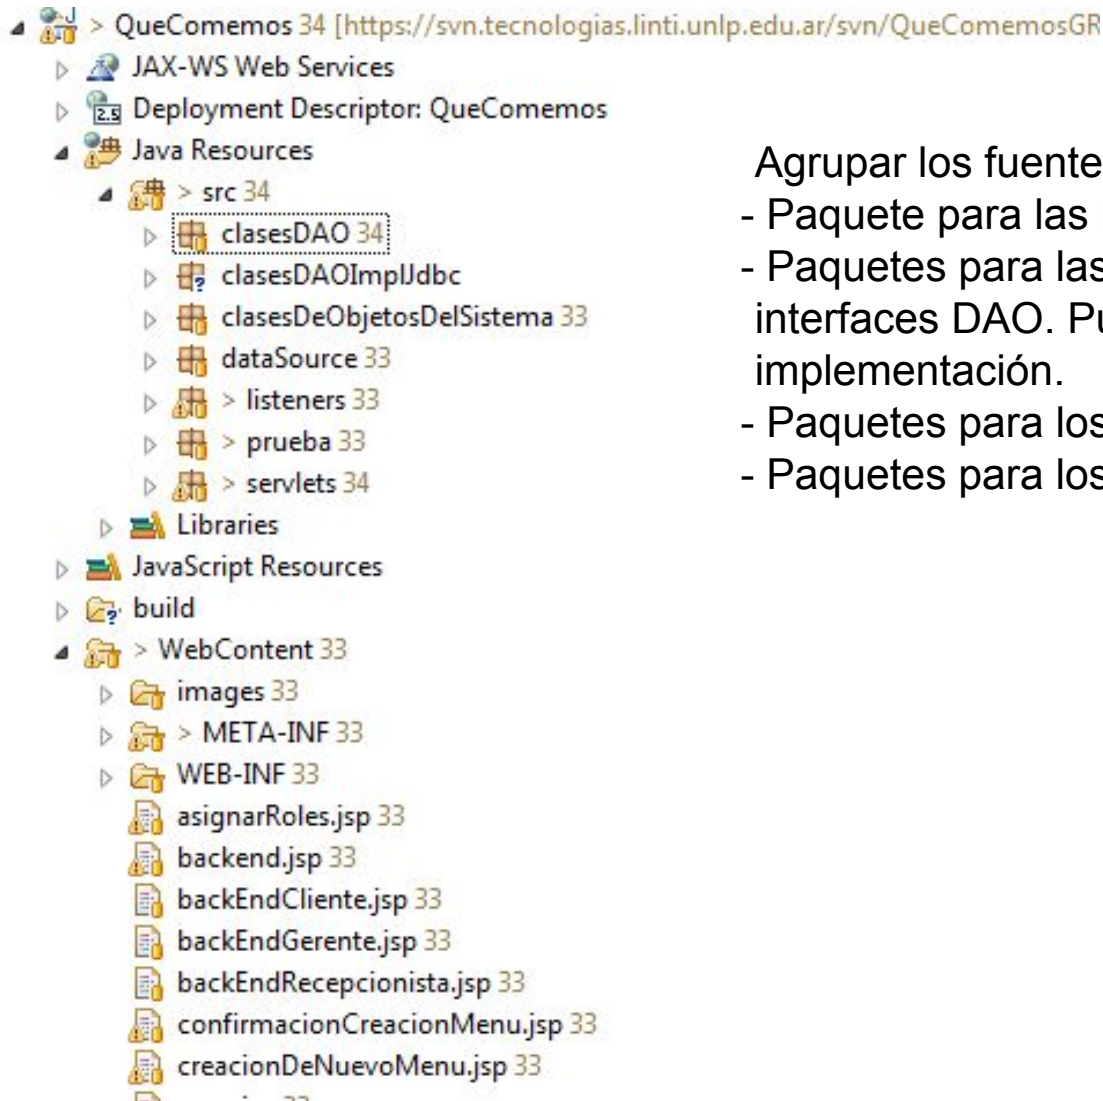 > QueComemos 34 [https://svn.tecnologias.linti.unlp.edu.ar/svn/QueComemosGR
JAX-WS Web Services
2.5 Deployment Descriptor: QueComemos
Java Resources
> src 34
clasesDAO 34
clasesDAOImplJdbc
clasesDeObjetosDelSistema 33
dataSource 33
> listeners 33
> prueba 33
> servlets 34
Libraries
JavaScript Resources
build
> WebContent 33
images 33
> META-INF 33
WEB-INF 33
asignarRoles.jsp 33
backend.jsp 33
backEndCliente.jsp 33
backEndGerente.jsp 33
backEndRecepcionista.jsp 33
confirmacionCreacionMenu.jsp 33
creacionDeNuevoMenu.jsp 33
Agrupar los fuente
- Paquete para las
- Paquetes para las
interfaces DAO. Pu
implementación.
- Paquetes para los
- Paquetes para los